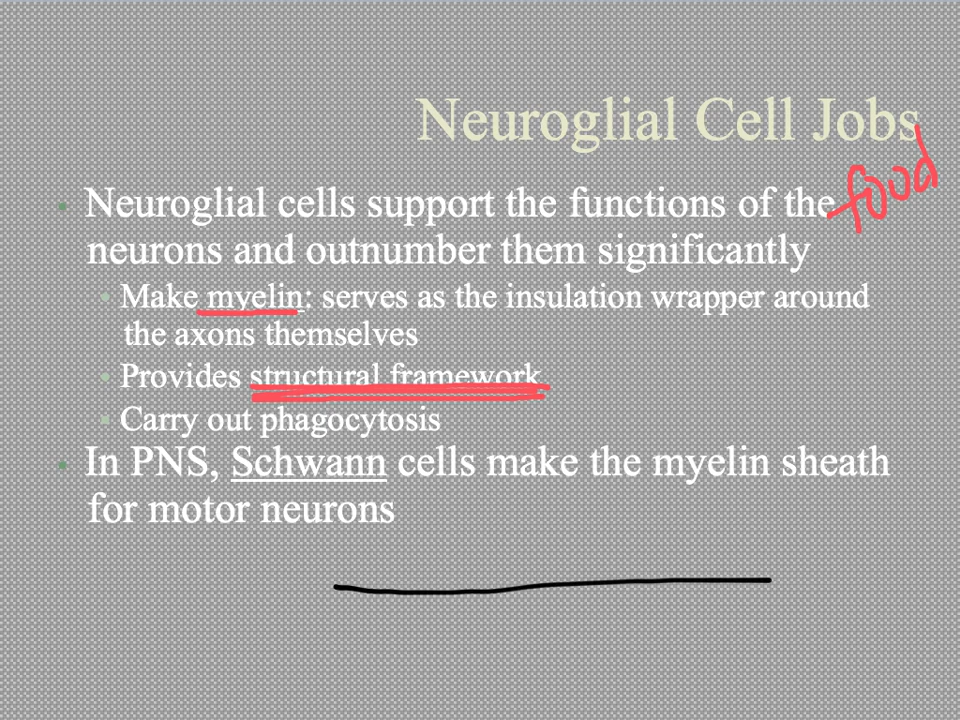 Neuroglial Cell Jobs
food
• Neuroglial cells support the functions of the
neurons and outnumber them significantly
• Make myelin: serves as the insulation wrapper around
the axons themselves
• Provides structural framework
• Carry out phagocytosis
• In PNS, Schwann cells make the myelin sheath
for motor neurons